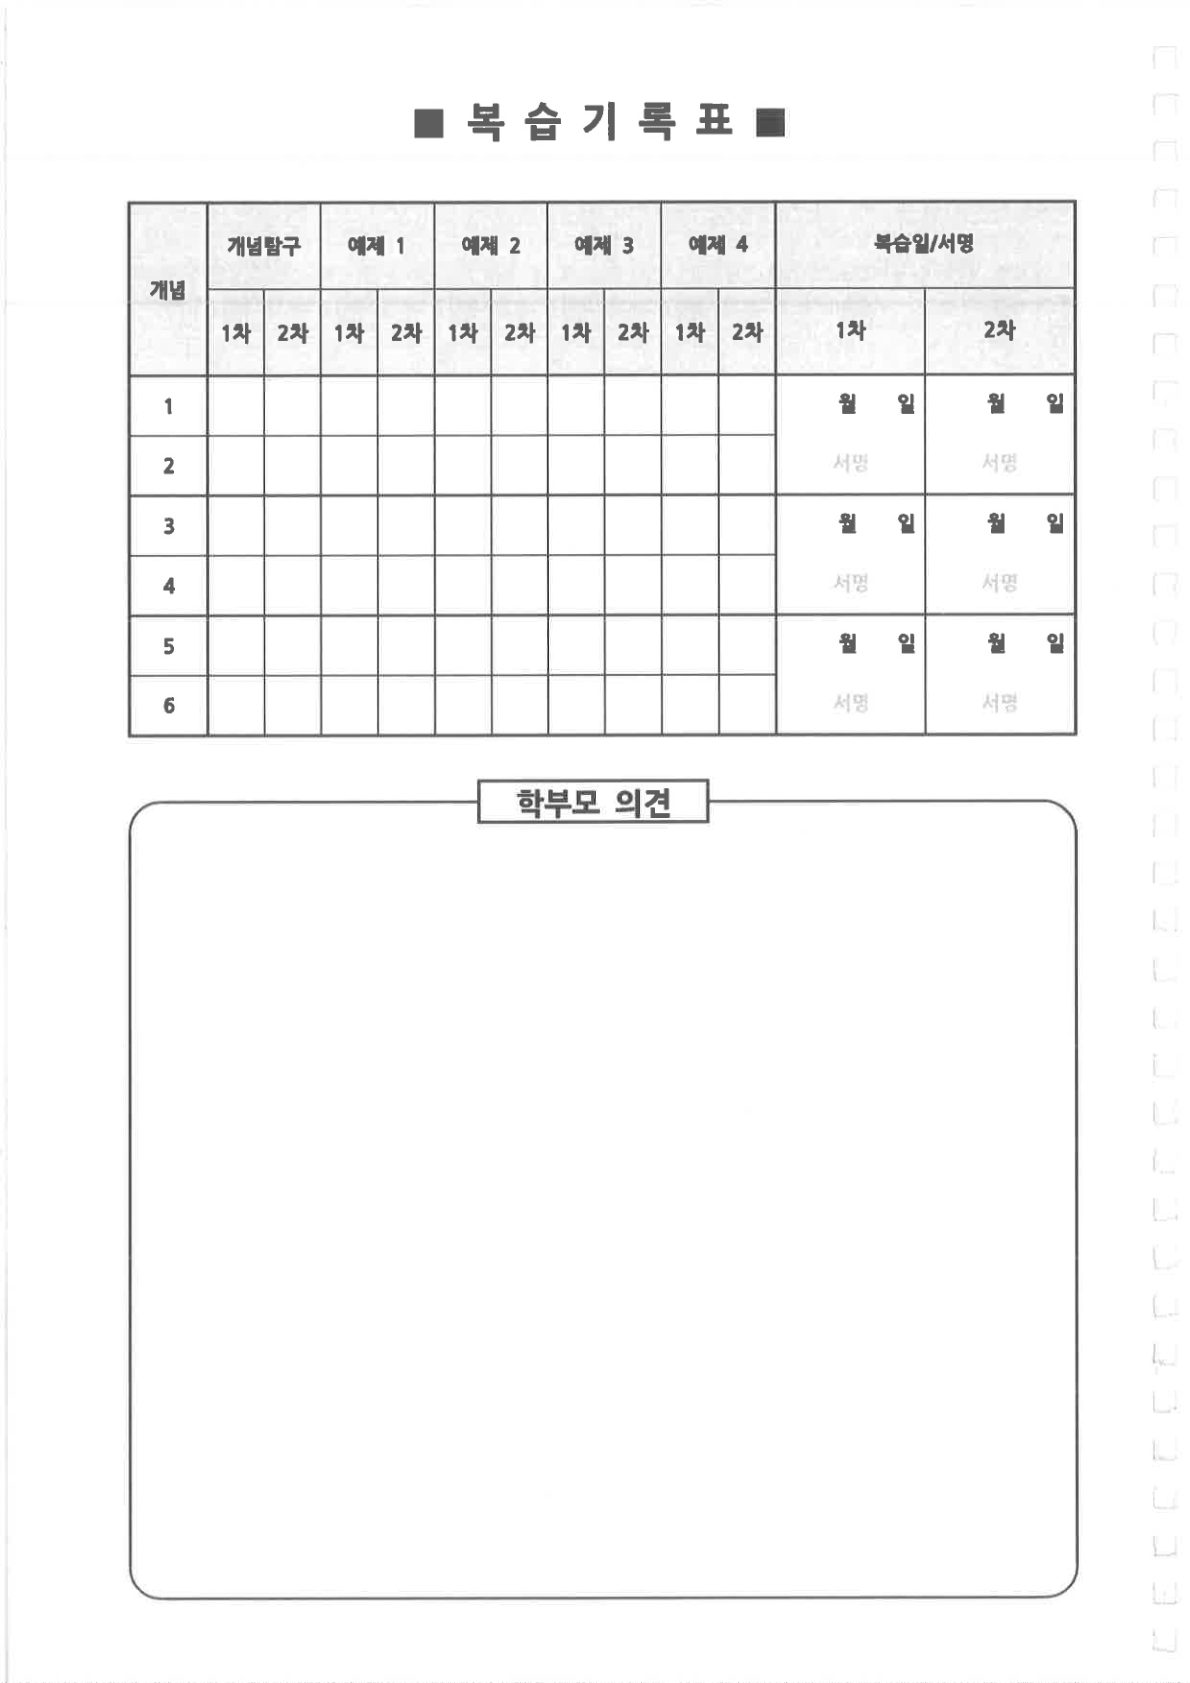 ■ 복 습 기 록 표 ■
개념 개념탐구 예제 1 예제 2 예제 3 예제 4 복습일/서명
1차 2차 1차 2차 1차 2차 1차 2차 1차 2차 1차 2차
1 월 일 월 일
2 서명 서명
3 월 일 월 일
4 서명 서명
5 월 일 월 일
6 서명 서명
학부모 의견